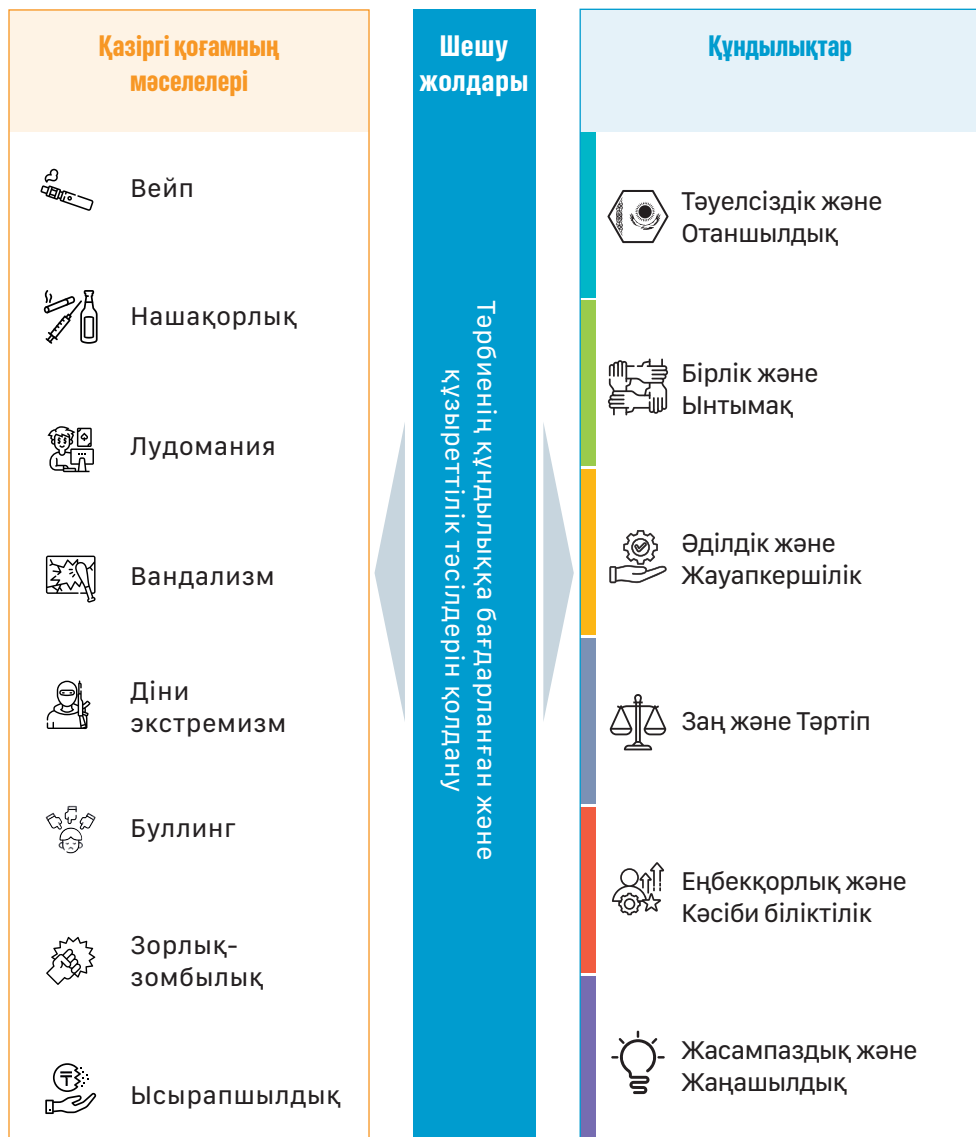 Қазіргі қоғамның
мәселелері
Вейп
Нашақорлық
Лудомания
Вандализм
Діни
экстремизм
Буллинг
Зорлық-
зомбылық
Ысырапшылдық
Шешу
жолдары
Тәрбиенің құндылыққа бағдарланған және
құзыреттілік тәсілдерін қолдану
Құндылықтар
Тәуелсіздік және
Отаншылдық
Бірлік және
Ынтымақ
Әділдік және
Жауапкершілік
Заң және Тәртіп
Еңбекқорлық және
Кәсіби біліктілік
Жасампаздық және
Жаңашылдық